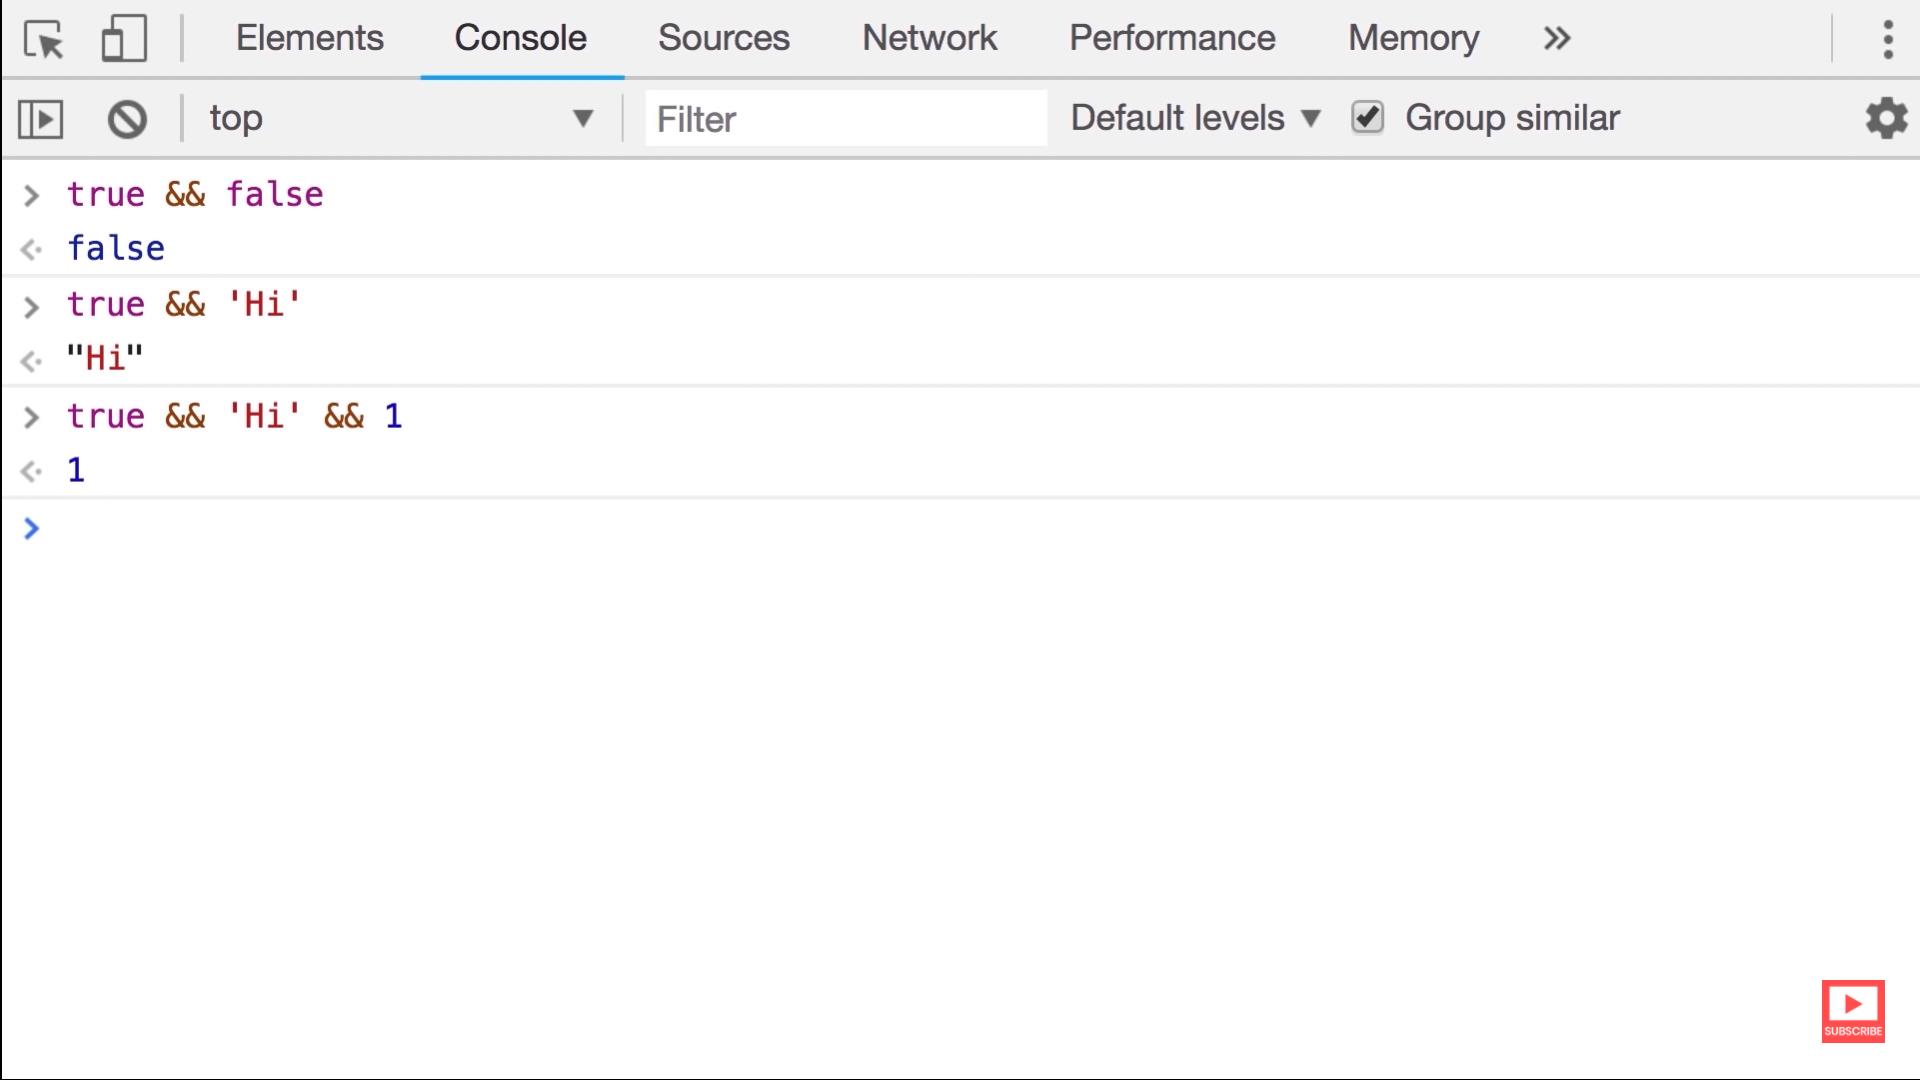 Elements Console Sources Network Performance Memory »
top Filter Default levels Group similar
> true && false
<· false
> true && 'Hi'
<· "Hi"
> true && 'Hi' && 1
<· 1
>
SUBSCRIBE